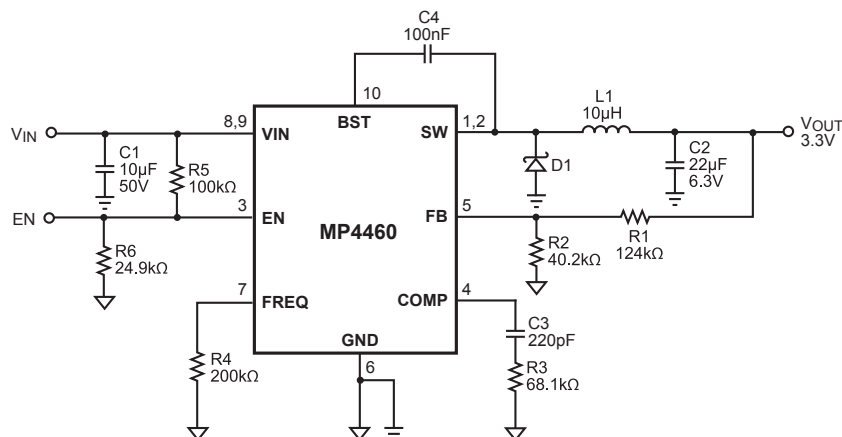 C4
100nF
10
BST
VIN
8,9
VIN
C1
10μF
50V
R5
100kΩ
EN
3
EN
R6
24.9kΩ
MP4460
7
FREQ
R4
200kΩ
GND
6
SW
1,2
L1
10μH
VOUT
3.3V
D1
C2
22μF
6.3V
FB
5
R2
40.2kΩ
R1
124kΩ
COMP
4
C3
220pF
R3
68.1kΩ